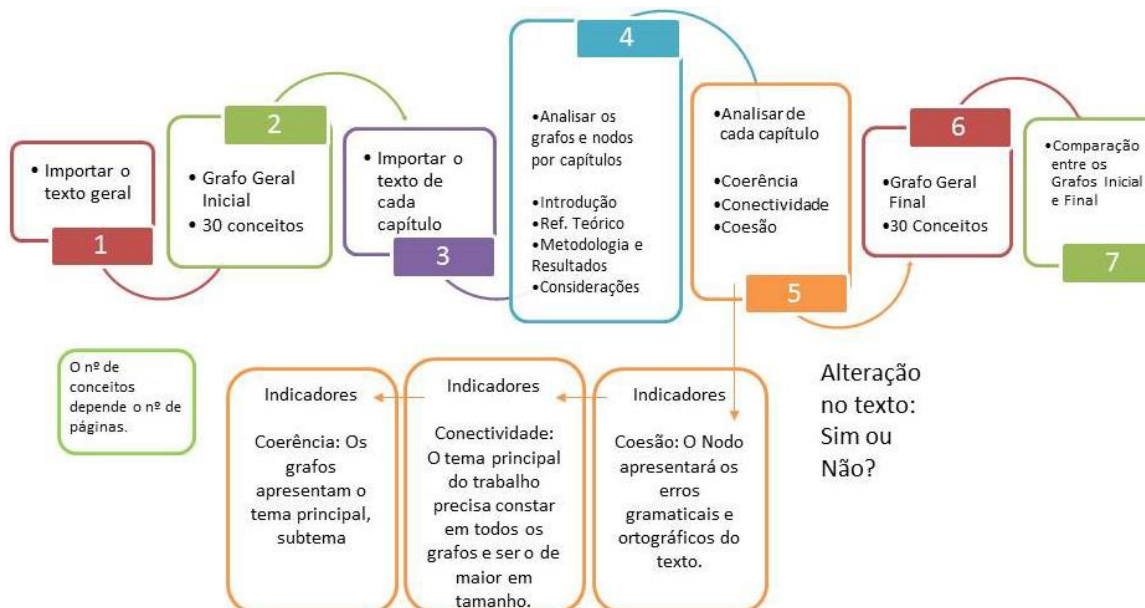 1
• Importar o
texto geral
2
• Grafo Geral
Inicial
• 30 conceitos
3
• Importar o
texto de
cada
capítulo
4
•Analisar os
grafos e nodos
por capítulos
•Introdução
•Ref. Teórico
•Metodologia e
Resultados
•Considerações
5
•Analisar de
cada capítulo
•Coerência
•Conectividade
•Coesão
6
•Grafo Geral
Final
•30 Conceitos
7
•Comparação
entre os
Grafos Inicial
e Final
O nº de
conceitos
depende o nº de
páginas.
Indicadores
Coerência: Os
grafos
apresentam o
tema principal,
subtema
Indicadores
Conectividade:
O tema principal
do trabalho
precisa constar
em todos os
grafos e ser o de
maior em
tamanho.
Indicadores
Coesão: O Nodo
apresentará os
erros
gramaticais e
ortográficos do
texto.
Alteração
no texto:
Sim ou
Não?